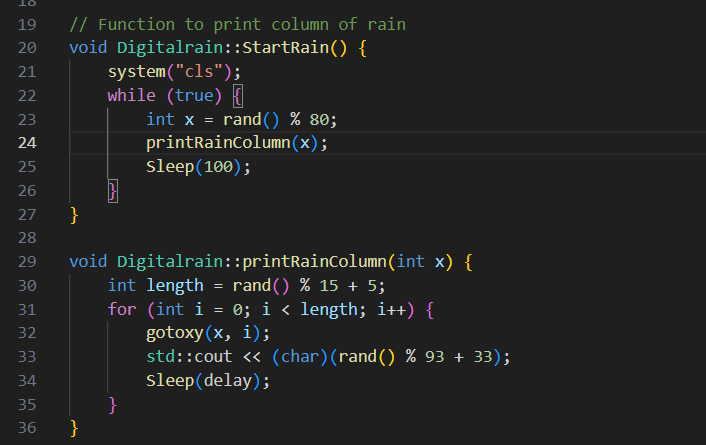 18
19 // Function to print column of rain
20 void Digitalrain::StartRain() {
21     system("cls");
22     while (true) {
23         int x = rand() % 80;
24         printRainColumn(x);
25         Sleep(100);
26     }
27 }
28
29 void Digitalrain::printRainColumn(int x) {
30     int length = rand() % 15 + 5;
31     for (int i = 0; i < length; i++) {
32         gotoxy(x, i);
33         std::cout << (char)(rand() % 93 + 33);
34         Sleep(delay);
35     }
36 }